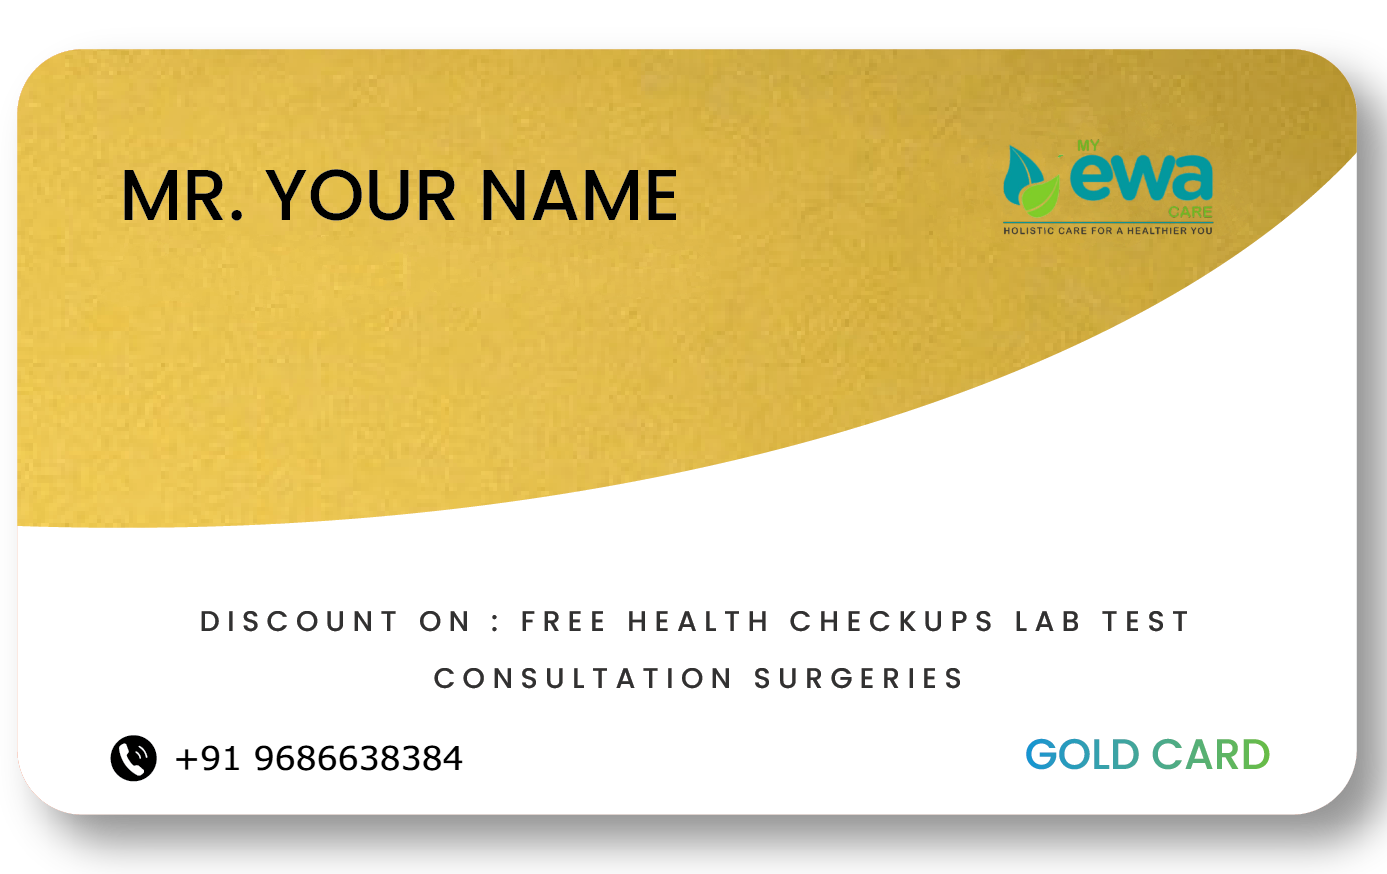 MR. YOUR NAME
MY
ewa
CARE
HOLISTIC CARE FOR A HEALTHIER YOU
DISCOUNT ON : FREE HEALTH CHECKUPS LAB TEST
CONSULTATION SURGERIES
+91 9686638384
GOLD CARD